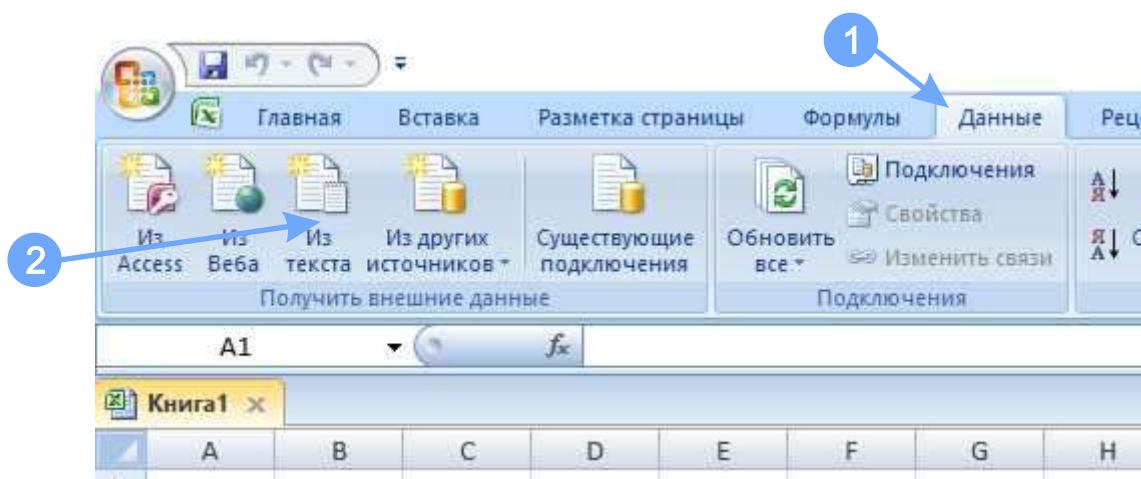 1
Главная Вставка Разметка страницы Формулы Данные
Подключения
Свойства
Из Из Из Из других Существующие Обновить
Изменить связи
Access Веба текста источников подключения все
Получить внешние данные Подключения
2
A1 fx
Книга1
A B C D E F G H